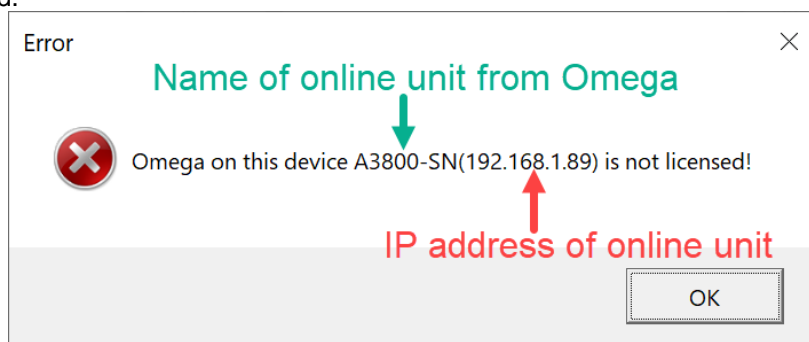 Error
Name of online unit from Omega
Omega on this device A3800-SN(192.168.1.89) is not licensed!
IP address of online unit
OK